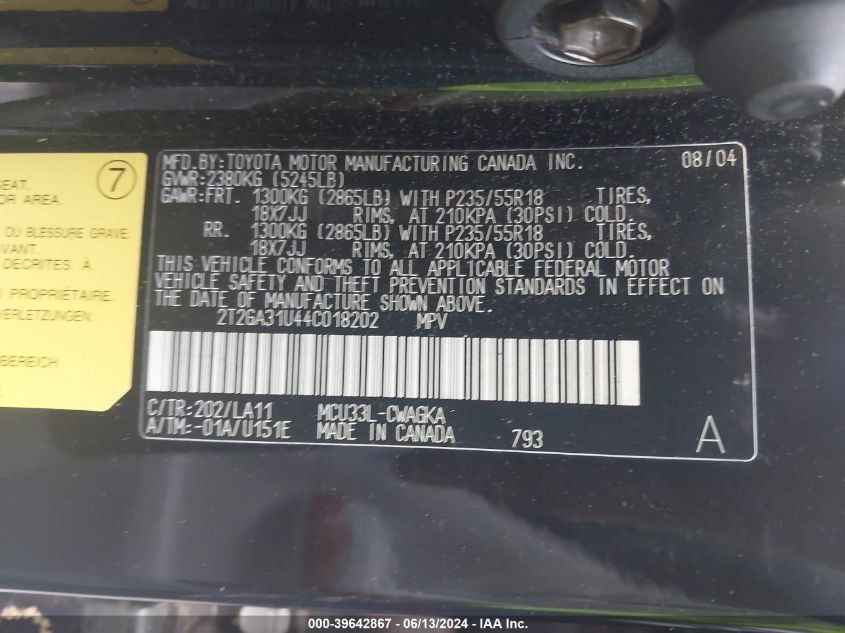 7
SEAT.
OR AREA.
OU BLESSURE GRAVE.
AVANT.
DÉCRITES À
U PROPRIÉTAIRE.
VERLETZUNGEN:
BEREICH
MFD.BY:TOYOTA MOTOR MANUFACTURING CANADA INC. 08/04
GVWR:2380KG (5245LB)
GAWR:FRT. 1300KG (2865LB) WITH P235/55R18 TIRES,
18X7JJ RIMS, AT 210KPA (30PSI) COLD.
RR. 1300KG (2865LB) WITH P235/55R18 TIRES,
18X7JJ RIMS, AT 210KPA (30PSI) COLD.
THIS VEHICLE CONFORMS TO ALL APPLICABLE FEDERAL MOTOR
VEHICLE SAFETY AND THEFT PREVENTION STANDARDS IN EFFECT ON
THE DATE OF MANUFACTURE SHOWN ABOVE.
2T2GA31U44C018202 MPV
C/TR:202/LA11 MCU33L-CWAGKA
A/TM:-01A/U151E MADE IN CANADA 793 A
000-39642867 - 06/13/2024 - IAA Inc.